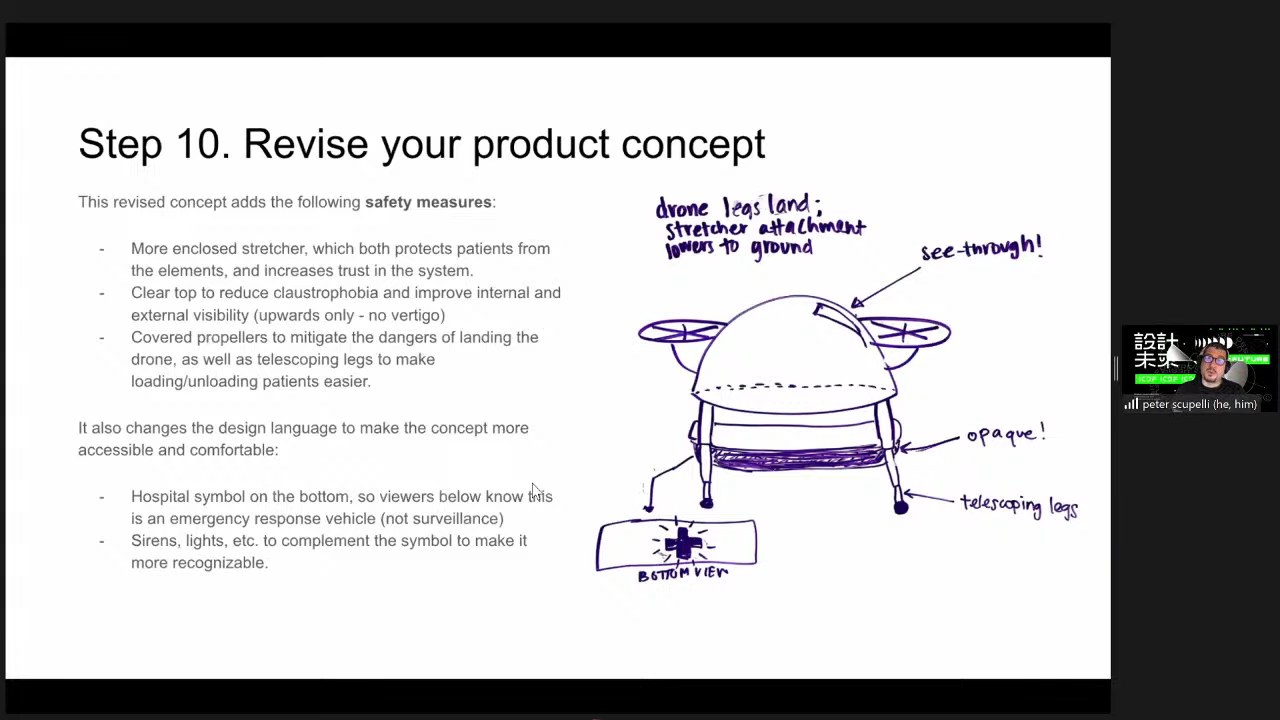 Step 10. Revise your product concept
This revised concept adds the following safety measures:
- More enclosed stretcher, which both protects patients from
the elements, and increases trust in the system.
- Clear top to reduce claustrophobia and improve internal and
external visibility (upwards only - no vertigo)
- Covered propellers to mitigate the dangers of landing the
drone, as well as telescoping legs to make
loading/unloading patients easier.
It also changes the design language to make the concept more
accessible and comfortable:
- Hospital symbol on the bottom, so viewers below know this
is an emergency response vehicle (not surveillance)
- Sirens, lights, etc. to complement the symbol to make it
more recognizable.
drone legs land;
stretcher attachment
lowers to ground
see-through!
opaque!
telescoping legs
BOTTOM VIEW
設計
未来
FUTURE
peter scupelli (he, him)